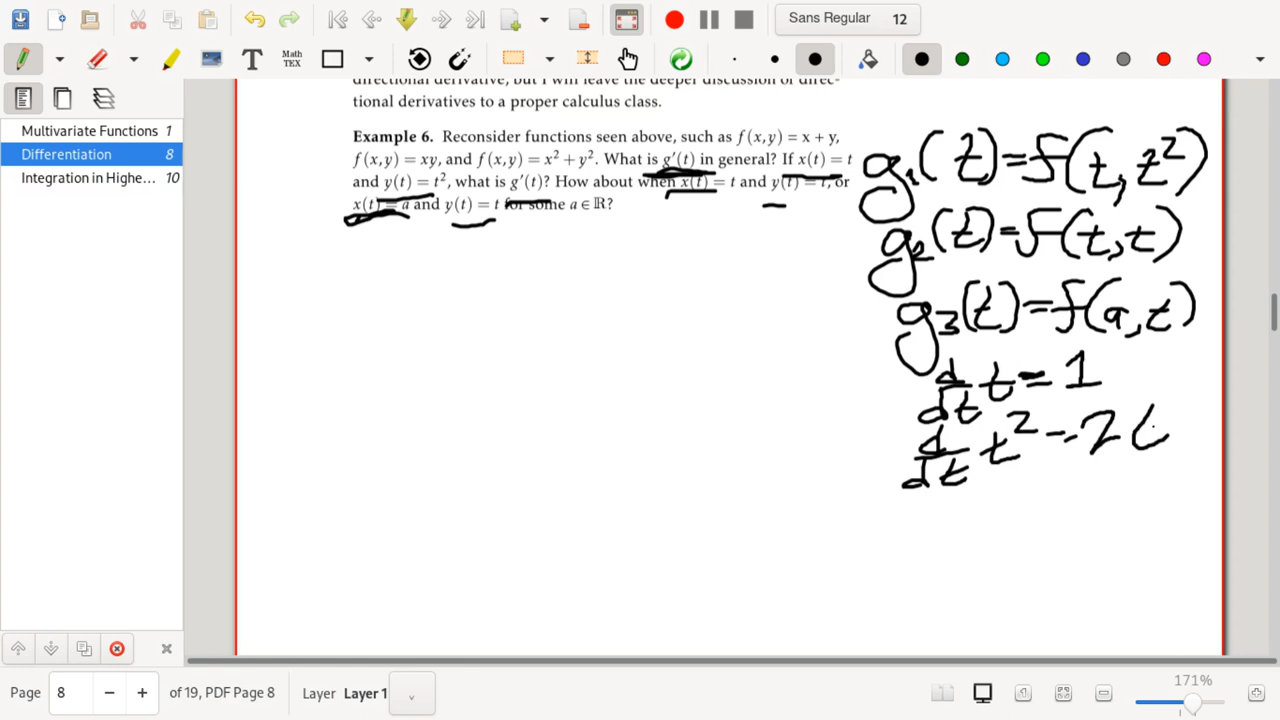 Sans Regular 12
Math
TEX
Multivariate Functions 1
Differentiation 8
Integration in Highe... 10
directional derivative, but I will leave the deeper discussion of direc-
tional derivatives to a proper calculus class.
Example 6. Reconsider functions seen above, such as f(x,y) = x + y,
f(x,y) = xy, and f(x,y) = x² + y². What is g′(t) in general? If x(t) = t
and y(t) = t², what is g′(t)? How about when x(t) = t and y(t) = t, or
x(t) = a and y(t) = t for some a ∈ ℝ?
g₁(t) = f(t, t²)
g₂(t) = f(t, t)
g₃(t) = f(a, t)
d/dt t = 1
d/dt t² = 2t
Page 8 of 19, PDF Page 8 Layer Layer 1
171%